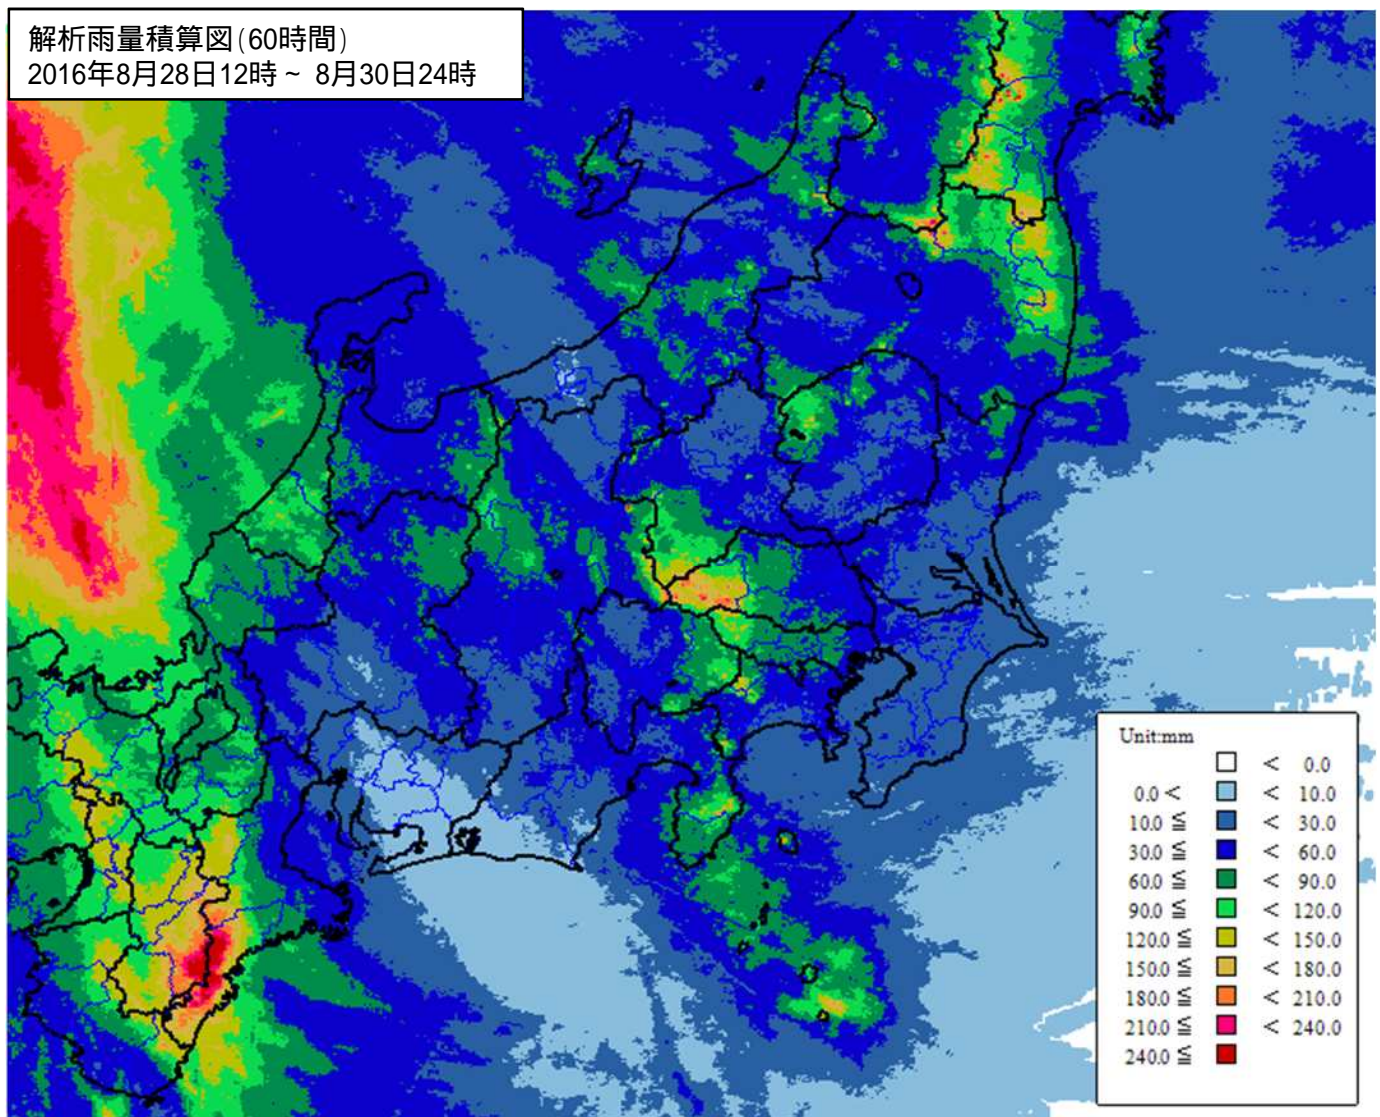 解析雨量積算図(60時間)
2016年8月28日12時~ 8月30日24時
Unit:mm
< 0.0
0.0 < < 10.0
10.0 ≦ < 30.0
30.0 ≦ < 60.0
60.0 ≦ < 90.0
90.0 ≦ < 120.0
120.0 ≦ < 150.0
150.0 ≦ < 180.0
180.0 ≦ < 210.0
210.0 ≦ < 240.0
240.0 ≦